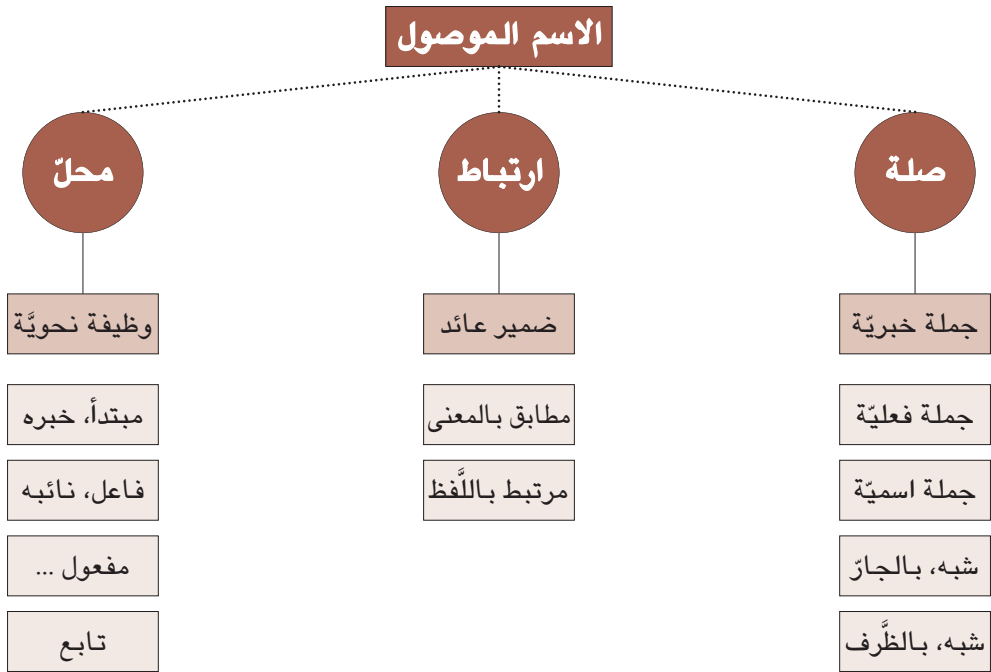 الاسم الموصول
صلة
ارتباط
محلّ
جملة خبريّة
ضمير عائد
وظيفة نحويَّة
جملة فعليّة
مطابق بالمعنى
مبتدأ، خبره
جملة اسميّة
مرتبط باللَّفظ
فاعل، نائبه
شبه، بالجارّ
مفعول ...
شبه، بالظَّرف
تابع